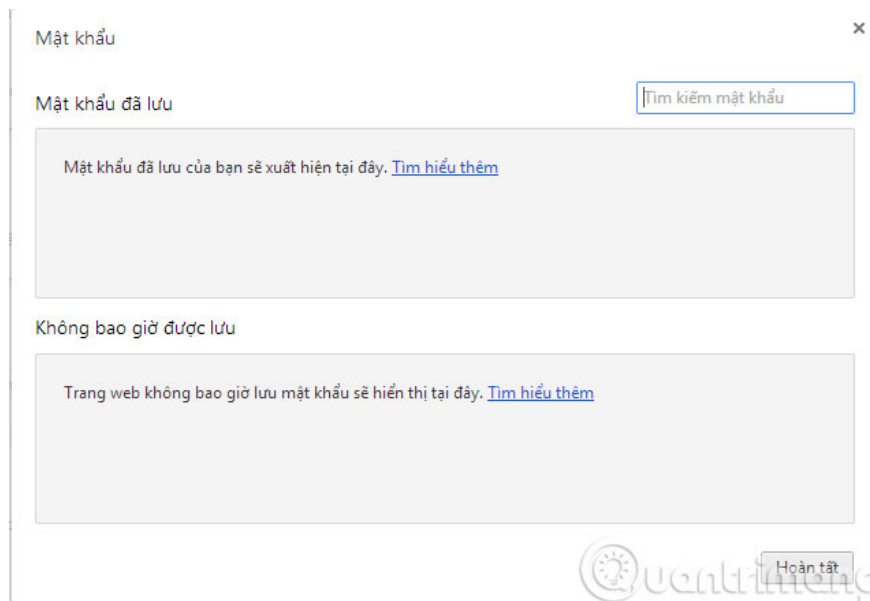 Mật khẩu
Mật khẩu đã lưu
Tìm kiếm mật khẩu
Mật khẩu đã lưu của bạn sẽ xuất hiện tại đây. Tìm hiểu thêm
Không bao giờ được lưu
Trang web không bao giờ lưu mật khẩu sẽ hiển thị tại đây. Tìm hiểu thêm
Hoàn tất
Quantrimang